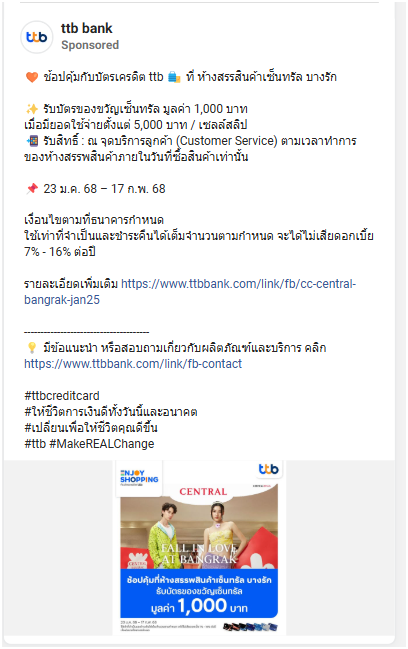 ttb bank
Sponsored
🧡 ช้อปคุ้มกับบัตรเครดิต ttb 🛍️ ที่ ห้างสรรสินค้าเซ็นทรัล บางรัก
✨ รับบัตรของขวัญเซ็นทรัล มูลค่า 1,000 บาท
เมื่อมียอดใช้จ่ายตั้งแต่ 5,000 บาท / เซลล์สลิป
📲 รับสิทธิ์ : ณ จุดบริการลูกค้า (Customer Service) ตามเวลาทำการ
ของห้างสรรพสินค้าภายในวันที่ซื้อสินค้าเท่านั้น
📌 23 ม.ค. 68 – 17 ก.พ. 68
เงื่อนไขตามที่ธนาคารกำหนด
ใช้เท่าที่จำเป็นและชำระคืนได้เต็มจำนวนตามกำหนด จะได้ไม่เสียดอกเบี้ย
7% - 16% ต่อปี
รายละเอียดเพิ่มเติม https://www.ttbbank.com/link/fb/cc-central-
bangrak-jan25
--------------------------------------
💡 มีข้อแนะนำ หรือสอบถามเกี่ยวกับผลิตภัณฑ์และบริการ คลิก
https://www.ttbbank.com/link/fb-contact
#ttbcreditcard
#ให้ชีวิตการเงินดีทั้งวันนี้และอนาคต
#เปลี่ยนเพื่อให้ชีวิตคุณดีขึ้น
#ttb #MakeREALChange
ENJOY
SHOPPING
ttb
CENTRAL
FALL IN LOVE
AT BANGRAK
ช้อปคุ้มที่ห้างสรรพสินค้าเซ็นทรัล บางรัก
รับบัตรของขวัญเซ็นทรัล
มูลค่า 1,000 บาท